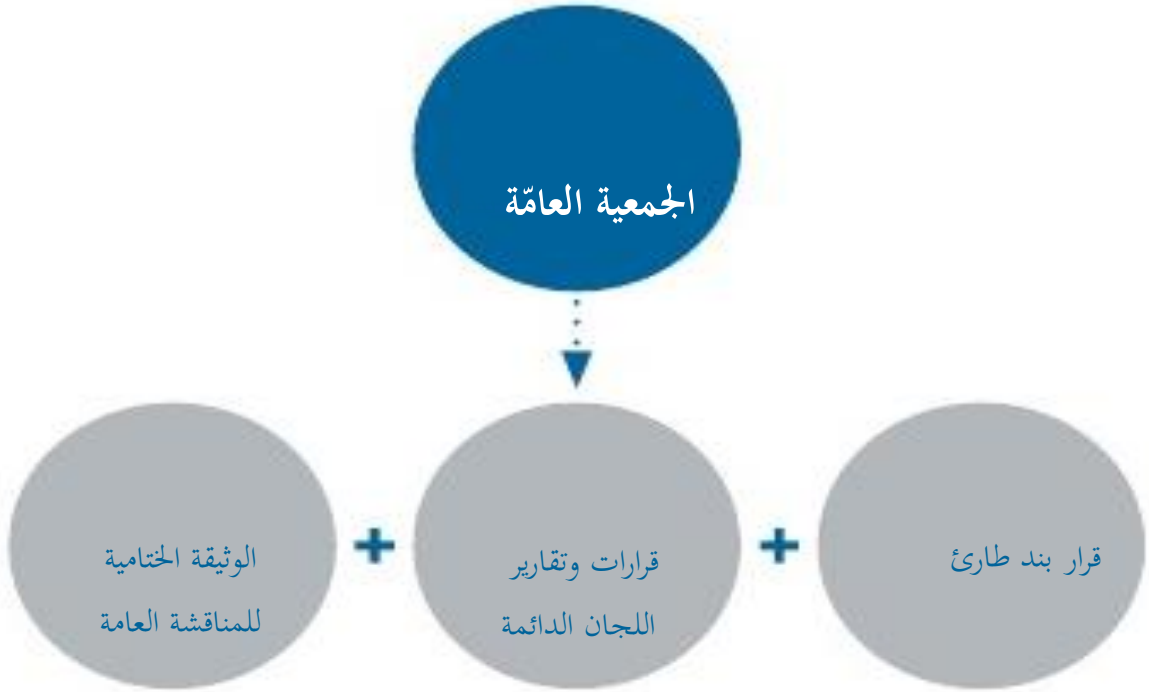 الجمعية العامّة
قرار بند طارئ
+
قرارات وتقارير
اللجان الدائمة
+
الوثيقة الختامية
للمناقشة العامة